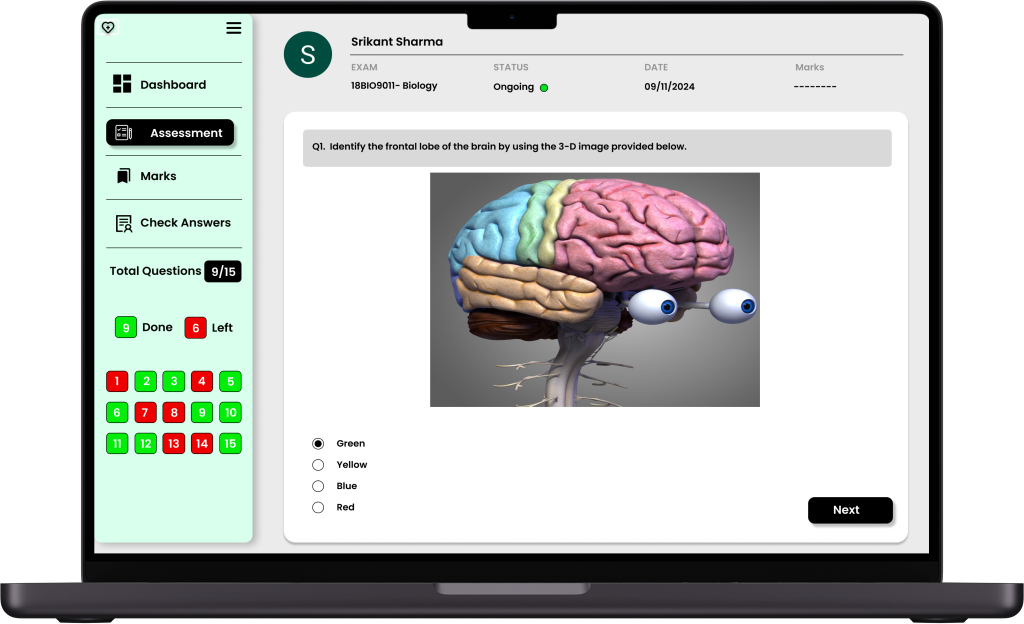 Dashboard
Assessment
Marks
Check Answers
Total Questions 9/15
9 Done 6 Left
1 2 3 4 5
6 7 8 9 10
11 12 13 14 15
S
Srikant Sharma
EXAM STATUS DATE Marks
18BIO9011- Biology Ongoing 09/11/2024 --------
Q1. Identify the frontal lobe of the brain by using the 3-D image provided below.
Green
Yellow
Blue
Red
Next